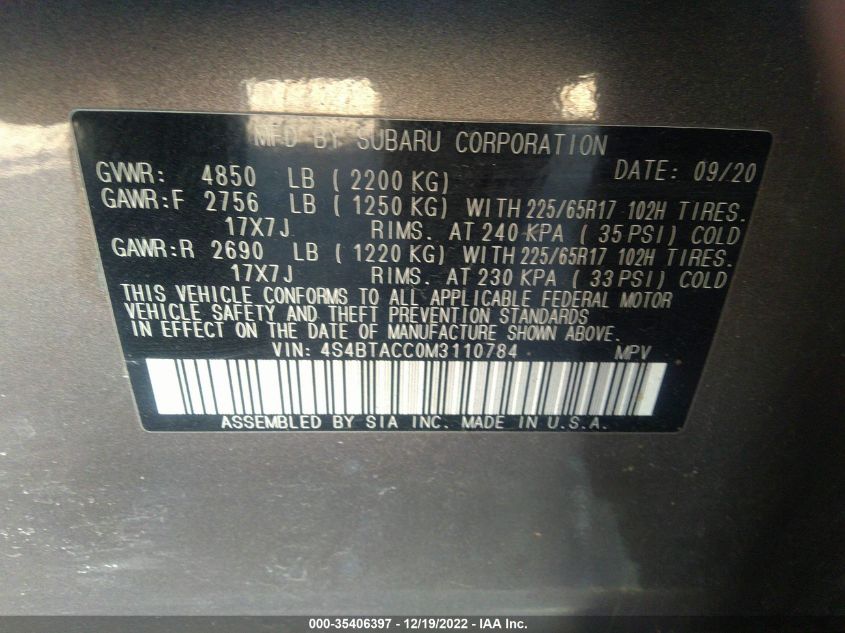 MFD BY SUBARU CORPORATION
GVWR: 4850 LB ( 2200 KG) DATE: 09/20
GAWR:F 2756 LB ( 1250 KG) WITH 225/65R17 102H TIRES.
17X7J RIMS. AT 240 KPA ( 35 PSI) COLD
GAWR:R 2690 LB ( 1220 KG) WITH 225/65R17 102H TIRES.
17X7J RIMS. AT 230 KPA ( 33 PSI) COLD
THIS VEHICLE CONFORMS TO ALL APPLICABLE FEDERAL MOTOR
VEHICLE SAFETY AND THEFT PREVENTION STANDARDS
IN EFFECT ON THE DATE OF MANUFACTURE SHOWN ABOVE.
VIN: 4S4BTACC0M3110784 MPV
ASSEMBLED BY SIA INC. MADE IN U.S.A.
000-35406397 - 12/19/2022 - IAA Inc.